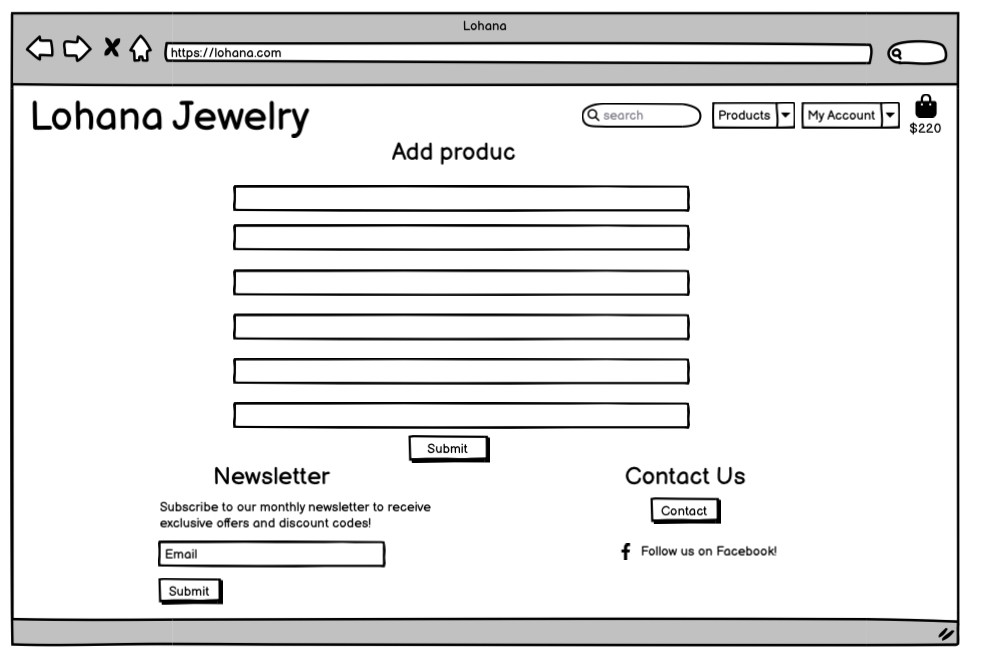 Lohana
https://lohana.com
Lohana Jewelry
search
Products
My Account
$220
Add produc
Submit
Newsletter
Subscribe to our monthly newsletter to receive
exclusive offers and discount codes!
Email
Submit
Contact Us
Contact
Follow us on Facebook!